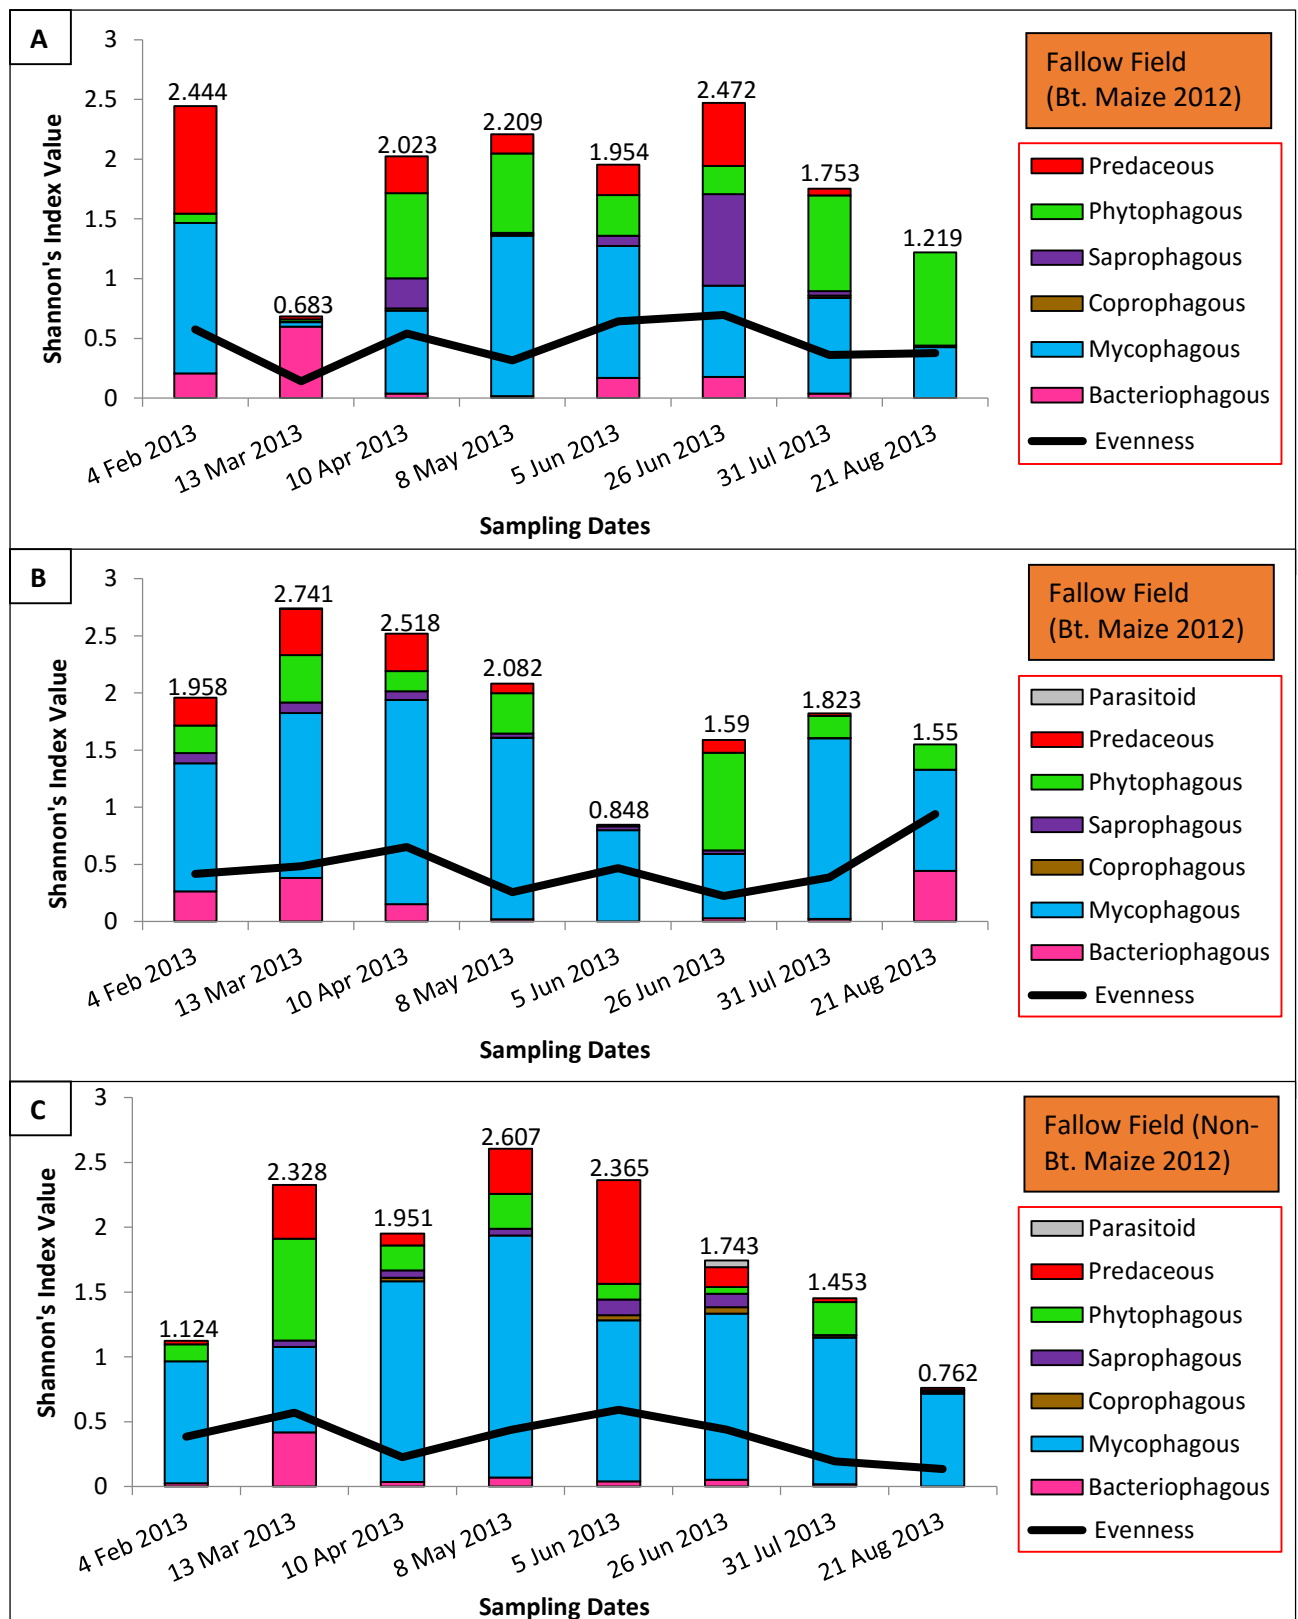 A
Shannon's Index Value
3
2.5
2
1.5
1
0.5
0
2.444
0.683
2.023
2.209
1.954
2.472
1.753
1.219
4 Feb 2013
13 Mar 2013
10 Apr 2013
8 May 2013
5 Jun 2013
26 Jun 2013
31 Jul 2013
21 Aug 2013
Sampling Dates
Fallow Field
(Bt. Maize 2012)
Predaceous
Phytophagous
Saprophagous
Coprophagous
Mycophagous
Bacteriophagous
Evenness
B
Shannon's Index Value
3
2.5
2
1.5
1
0.5
0
1.958
2.741
2.518
2.082
0.848
1.59
1.823
1.55
4 Feb 2013
13 Mar 2013
10 Apr 2013
8 May 2013
5 Jun 2013
26 Jun 2013
31 Jul 2013
21 Aug 2013
Sampling Dates
Fallow Field
(Bt. Maize 2012)
Parasitoid
Predaceous
Phytophagous
Saprophagous
Coprophagous
Mycophagous
Bacteriophagous
Evenness
C
Shannon's Index Value
3
2.5
2
1.5
1
0.5
0
1.124
2.328
1.951
2.607
2.365
1.743
1.453
0.762
4 Feb 2013
13 Mar 2013
10 Apr 2013
8 May 2013
5 Jun 2013
26 Jun 2013
31 Jul 2013
21 Aug 2013
Sampling Dates
Fallow Field (Non-
Bt. Maize 2012)
Parasitoid
Predaceous
Phytophagous
Saprophagous
Coprophagous
Mycophagous
Bacteriophagous
Evenness